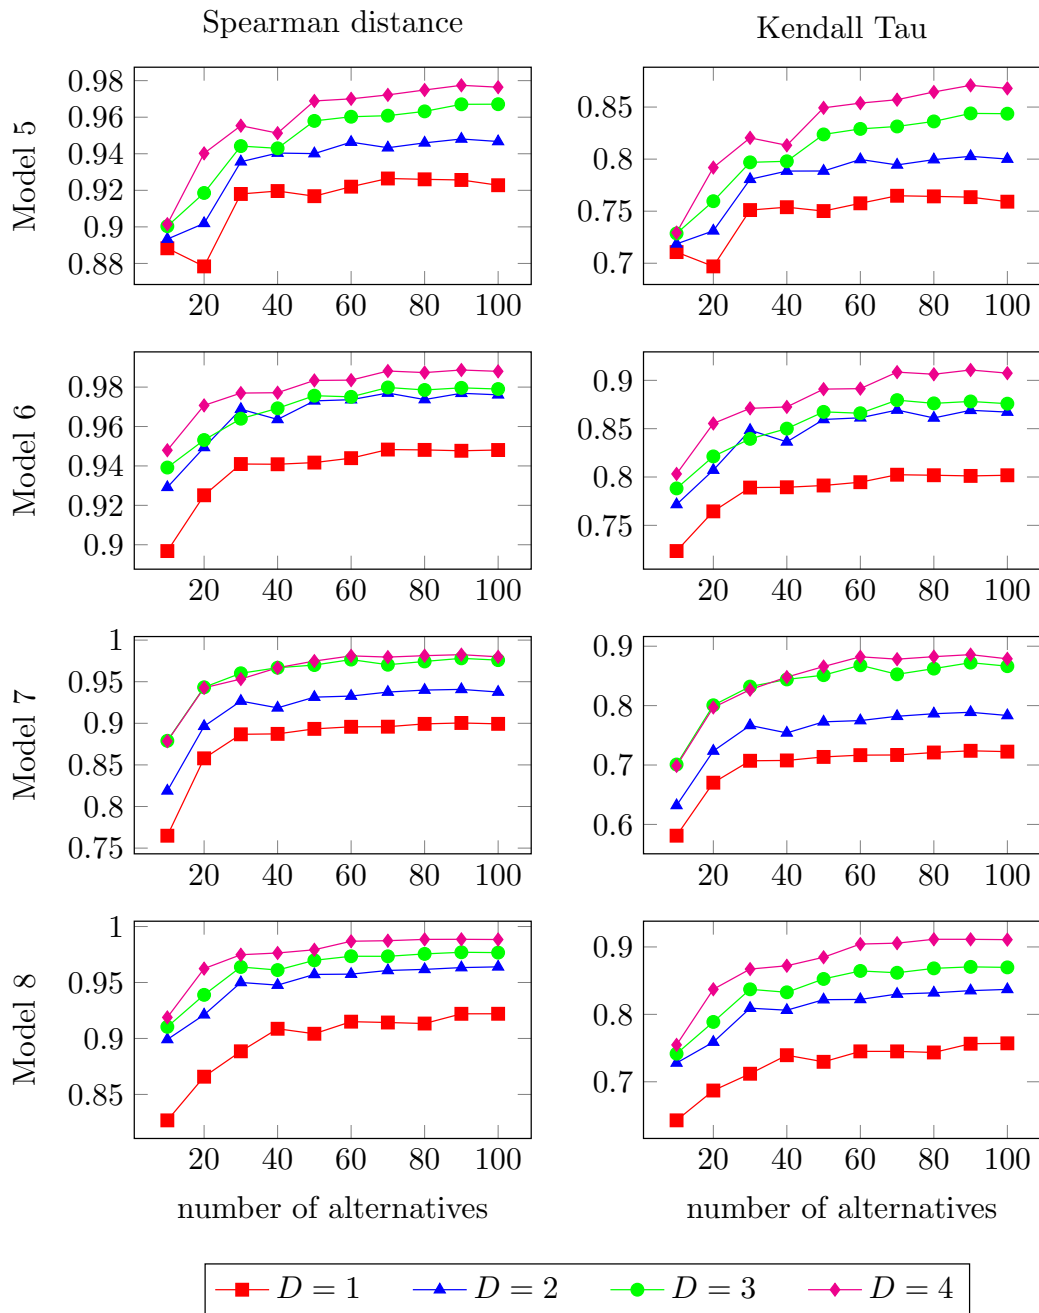 Spearman distance
Kendall Tau
Model 5
0.98
0.96
0.94
0.92
0.9
0.88
20 40 60 80 100
0.85
0.8
0.75
0.7
20 40 60 80 100
Model 6
0.98
0.96
0.94
0.92
0.9
20 40 60 80 100
0.9
0.85
0.8
0.75
20 40 60 80 100
Model 7
1
0.95
0.9
0.85
0.8
0.75
20 40 60 80 100
0.9
0.8
0.7
0.6
20 40 60 80 100
Model 8
1
0.95
0.9
0.85
20 40 60 80 100
number of alternatives
0.9
0.8
0.7
20 40 60 80 100
number of alternatives
D = 1 D = 2 D = 3 D = 4